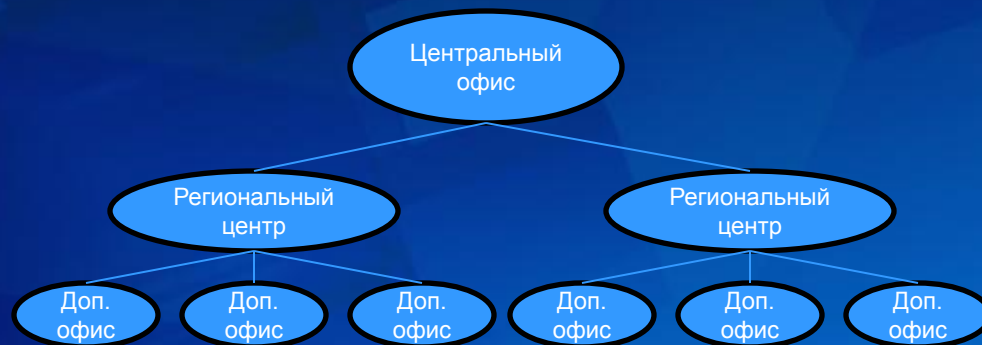 Центральный
офис
Региональный
центр
Региональный
центр
Доп.
офис
Доп.
офис
Доп.
офис
Доп.
офис
Доп.
офис
Доп.
офис